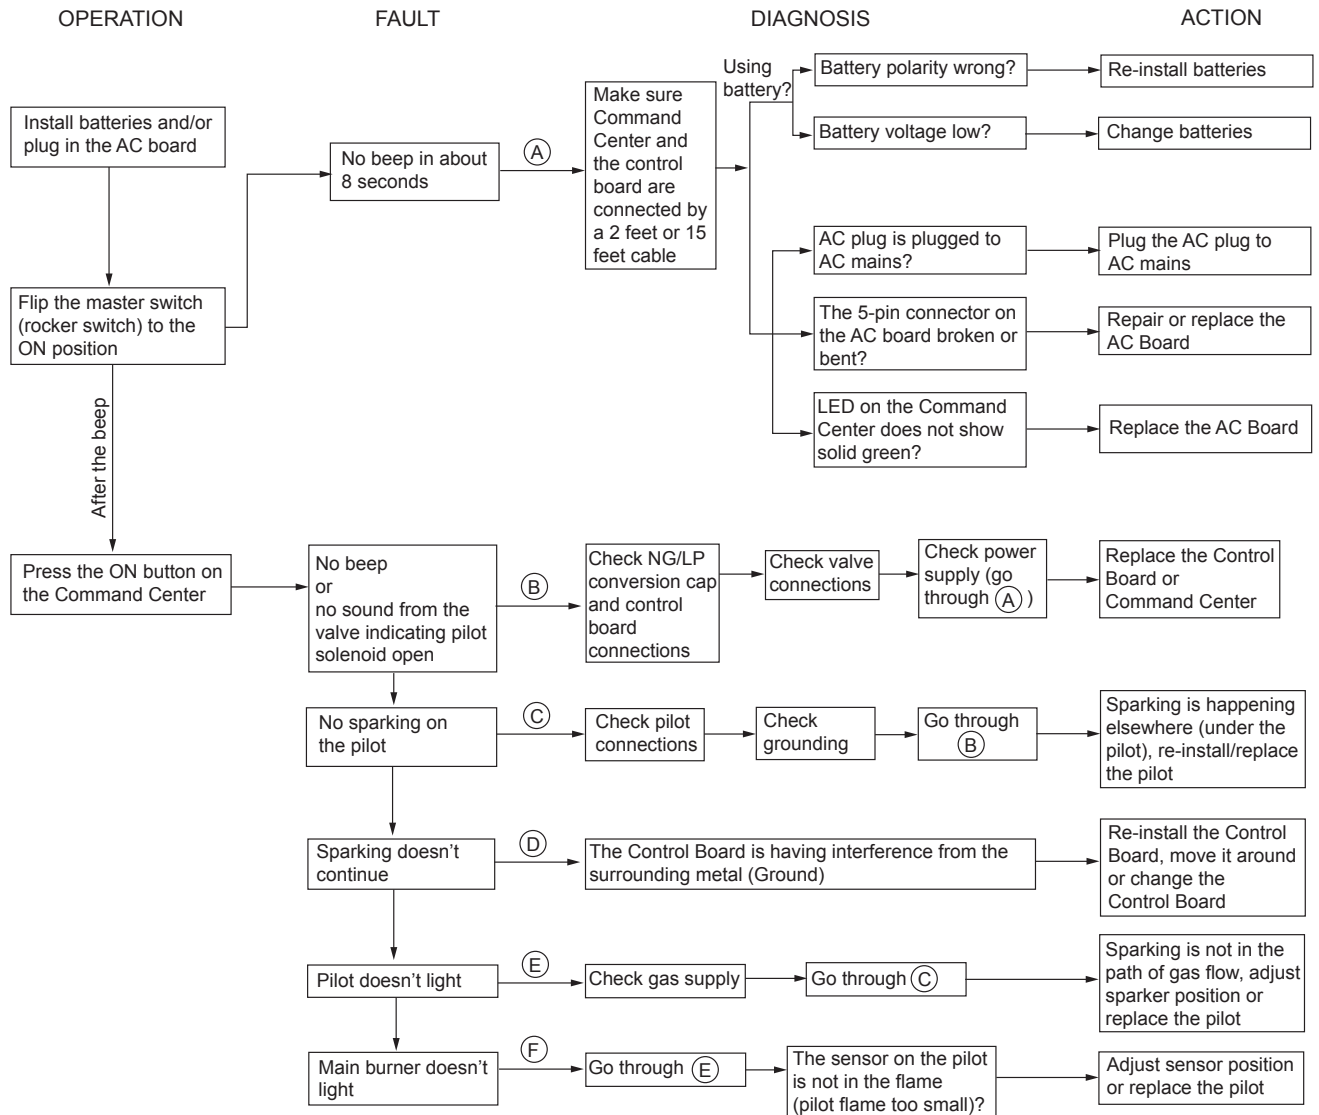 OPERATION
FAULT
DIAGNOSIS
ACTION
Install batteries and/or
plug in the AC board
Flip the master switch
(rocker switch) to the
ON position
After the beep
Press the ON button on
the Command Center
No beep in about
8 seconds
A
Make sure
Command
Center and
the control
board are
connected by
a 2 feet or 15
feet cable
Using
battery?
Battery polarity wrong?
Re-install batteries
Battery voltage low?
Change batteries
AC plug is plugged to
AC mains?
Plug the AC plug to
AC mains
The 5-pin connector on
the AC board broken or
bent?
Repair or replace the
AC Board
LED on the Command
Center does not show
solid green?
Replace the AC Board
No beep
or
no sound from the
valve indicating pilot
solenoid open
B
Check NG/LP
conversion cap
and control
board
connections
Check valve
connections
Check power
supply (go
through A )
Replace the Control
Board or
Command Center
No sparking on
the pilot
C
Check pilot
connections
Check
grounding
Go through
B
Sparking is happening
elsewhere (under the
pilot), re-install/replace
the pilot
Sparking doesn't
continue
D
The Control Board is having interference from the
surrounding metal (Ground)
Re-install the Control
Board, move it around
or change the
Control Board
Pilot doesn't light
E
Check gas supply
Go through C
Sparking is not in the
path of gas flow, adjust
sparker position or
replace the pilot
Main burner doesn't
light
F
Go through E
The sensor on the pilot
is not in the flame
(pilot flame too small)?
Adjust sensor position
or replace the pilot